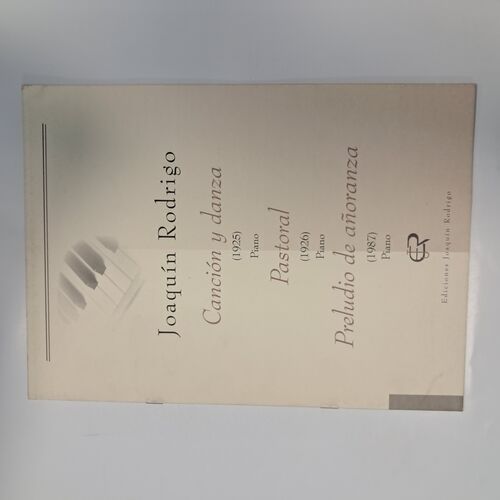 Joaquín Rodrigo
Canción y danza
(1925)
Piano
Pastoral
(1926)
Piano
Preludio de añoranza
(1987)
Piano
Ediciones Joaquín Rodrigo